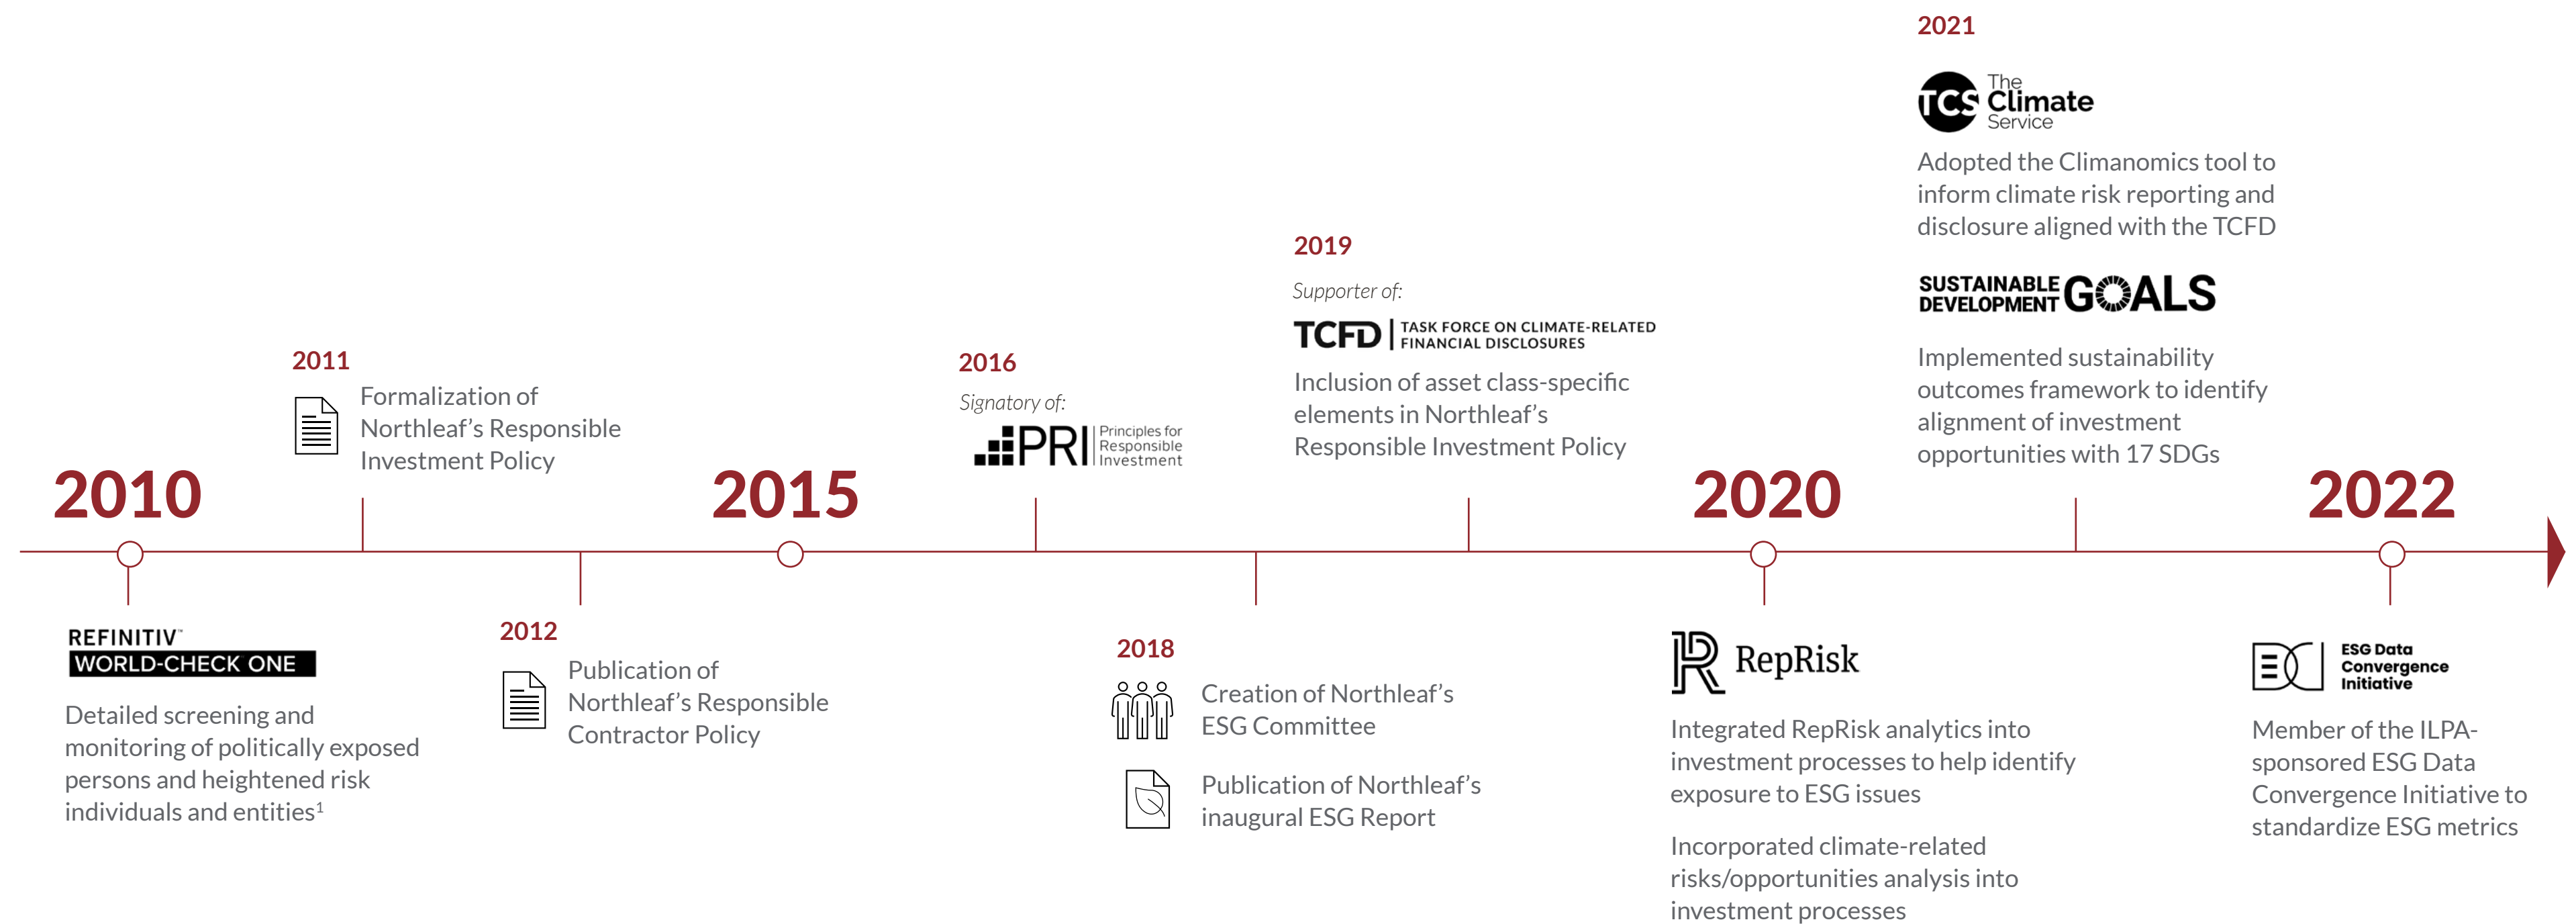 2021
TCS The
Climate
Service
Adopted the Climanomics tool to
inform climate risk reporting and
disclosure aligned with the TCFD
SUSTAINABLE
DEVELOPMENT GOALS
Implemented sustainability
outcomes framework to identify
alignment of investment
opportunities with 17 SDGs
2019
Supporter of:
TCFD TASK FORCE ON CLIMATE-RELATED
FINANCIAL DISCLOSURES
Inclusion of asset class-specific
elements in Northleaf’s
Responsible Investment Policy
2016
Signatory of:
PRI Principles for
Responsible
Investment
2011
Formalization of
Northleaf’s Responsible
Investment Policy
2010
2015
2020
2022
REFINITIV™
WORLD-CHECK ONE
Detailed screening and
monitoring of politically exposed
persons and heightened risk
individuals and entities¹
2012
Publication of
Northleaf’s Responsible
Contractor Policy
2018
Creation of Northleaf’s
ESG Committee
Publication of Northleaf’s
inaugural ESG Report
RepRisk
Integrated RepRisk analytics into
investment processes to help identify
exposure to ESG issues
Incorporated climate-related
risks/opportunities analysis into
investment processes
ESG Data
Convergence
Initiative
Member of the ILPA-
sponsored ESG Data
Convergence Initiative to
standardize ESG metrics